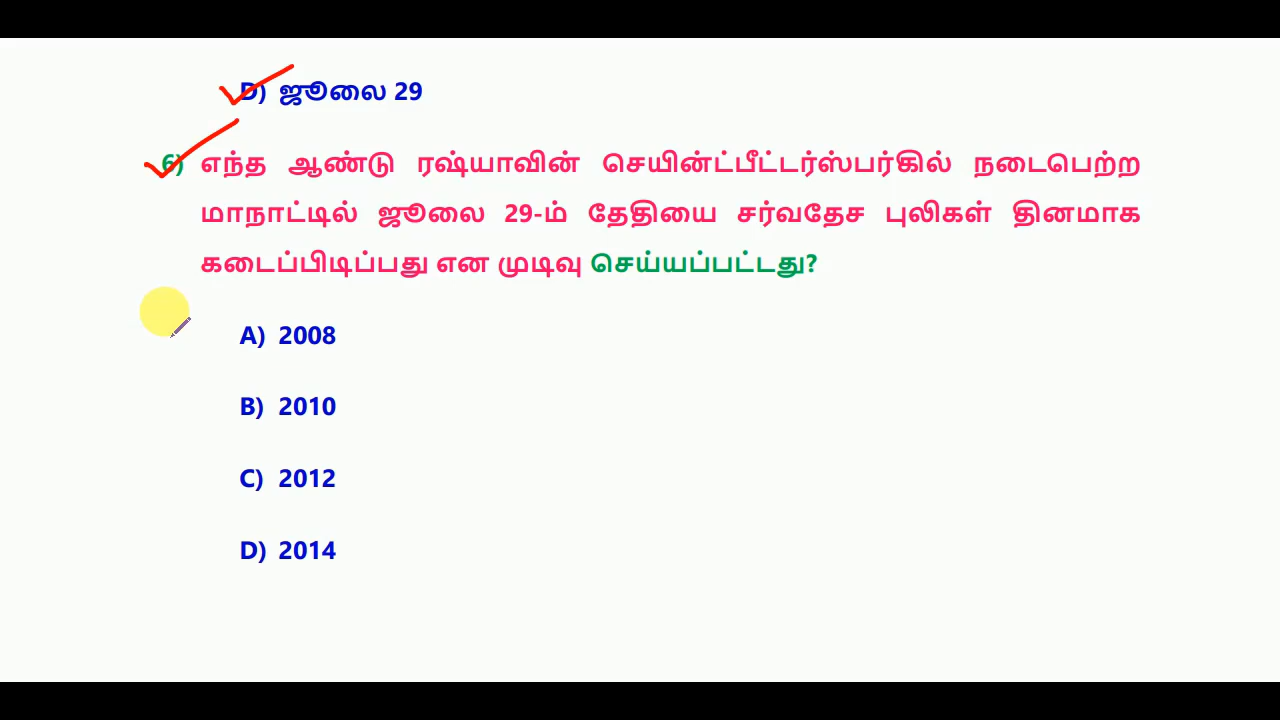 D) ஜூலை 29
6) எந்த ஆண்டு ரஷ்யாவின் செயின்ட்பீட்டர்ஸ்பர்கில் நடைபெற்ற
மாநாட்டில் ஜூலை 29-ம் தேதியை சர்வதேச புலிகள் தினமாக
கடைப்பிடிப்பது என முடிவு செய்யப்பட்டது?
A) 2008
B) 2010
C) 2012
D) 2014